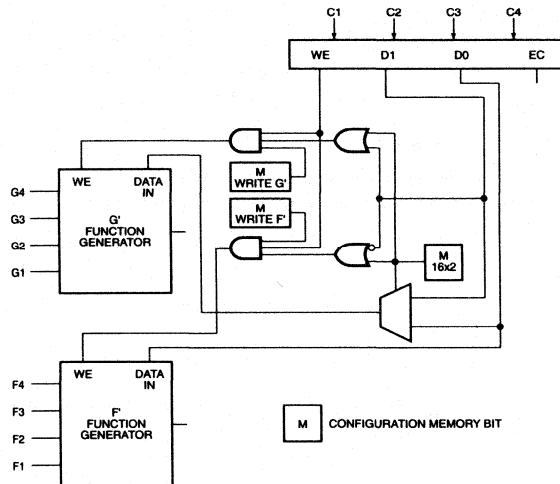 C1 C2 C3 C4
WE D1 D0 EC
M
WRITE G'
WE DATA
IN
G4
G3
G2
G1
G'
FUNCTION
GENERATOR
M
WRITE F'
M
16x2
WE DATA
IN
F4
F3
F2
F1
F'
FUNCTION
GENERATOR
M CONFIGURATION MEMORY BIT